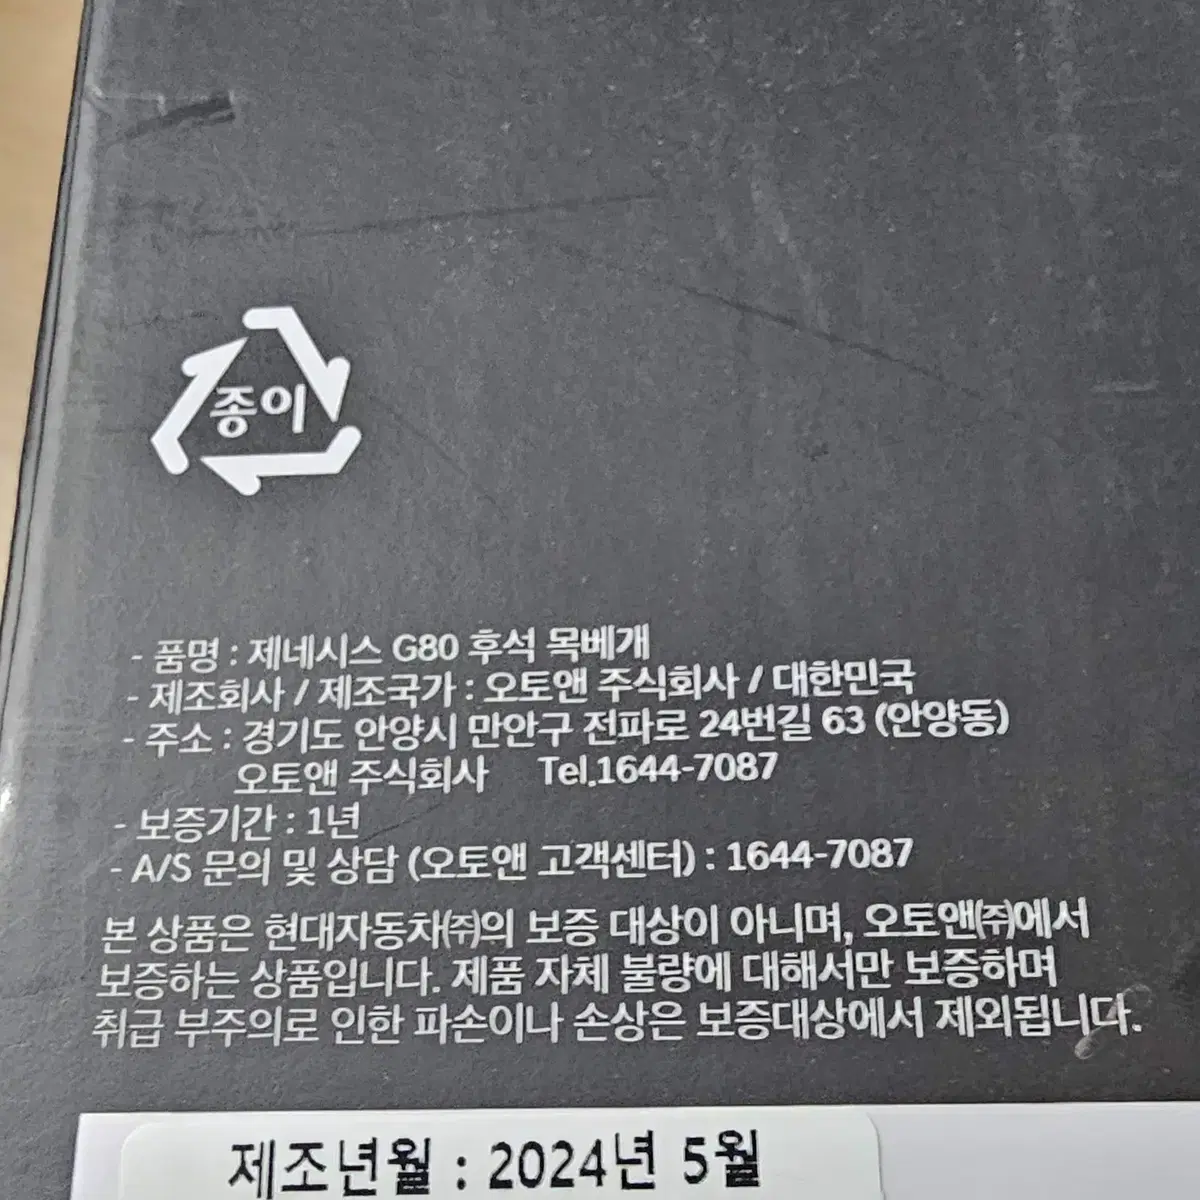 종이
- 품명 : 제네시스 G80 후석 목베개
- 제조회사 / 제조국가 : 오토앤 주식회사 / 대한민국
- 주소 : 경기도 안양시 만안구 전파로 24번길 63 (안양동)
오토앤 주식회사 Tel.1644-7087
- 보증기간 : 1년
- A/S 문의 및 상담 (오토앤 고객센터) : 1644-7087
본 상품은 현대자동차㈜의 보증 대상이 아니며, 오토앤㈜에서
보증하는 상품입니다. 제품 자체 불량에 대해서만 보증하며
취급 부주의로 인한 파손이나 손상은 보증대상에서 제외됩니다.
제조년월 : 2024년 5월